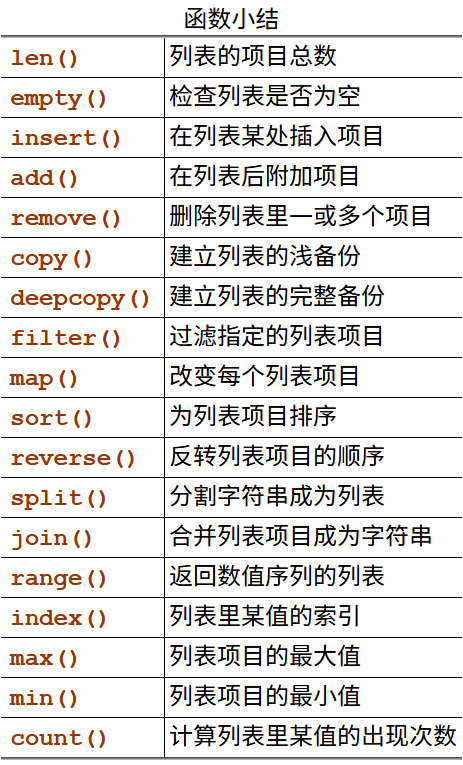 函数小结
len() 列表的项目总数
empty() 检查列表是否为空
insert() 在列表某处插入项目
add() 在列表后附加项目
remove() 删除列表里一或多个项目
copy() 建立列表的浅备份
deepcopy() 建立列表的完整备份
filter() 过滤指定的列表项目
map() 改变每个列表项目
sort() 为列表项目排序
reverse() 反转列表项目的顺序
split() 分割字符串成为列表
join() 合并列表项目成为字符串
range() 返回数值序列的列表
index() 列表里某值的索引
max() 列表项目的最大值
min() 列表项目的最小值
count() 计算列表里某值的出现次数